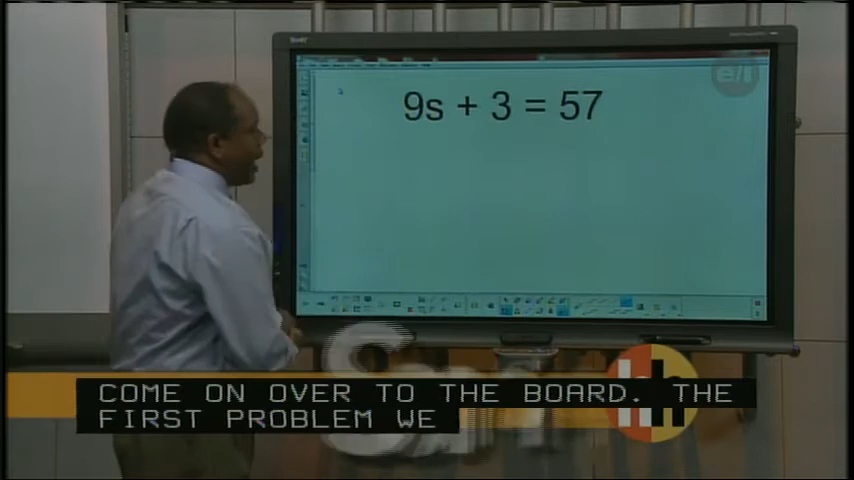 9s + 3 = 57
COME ON OVER TO THE BOARD. THE
FIRST PROBLEM WE